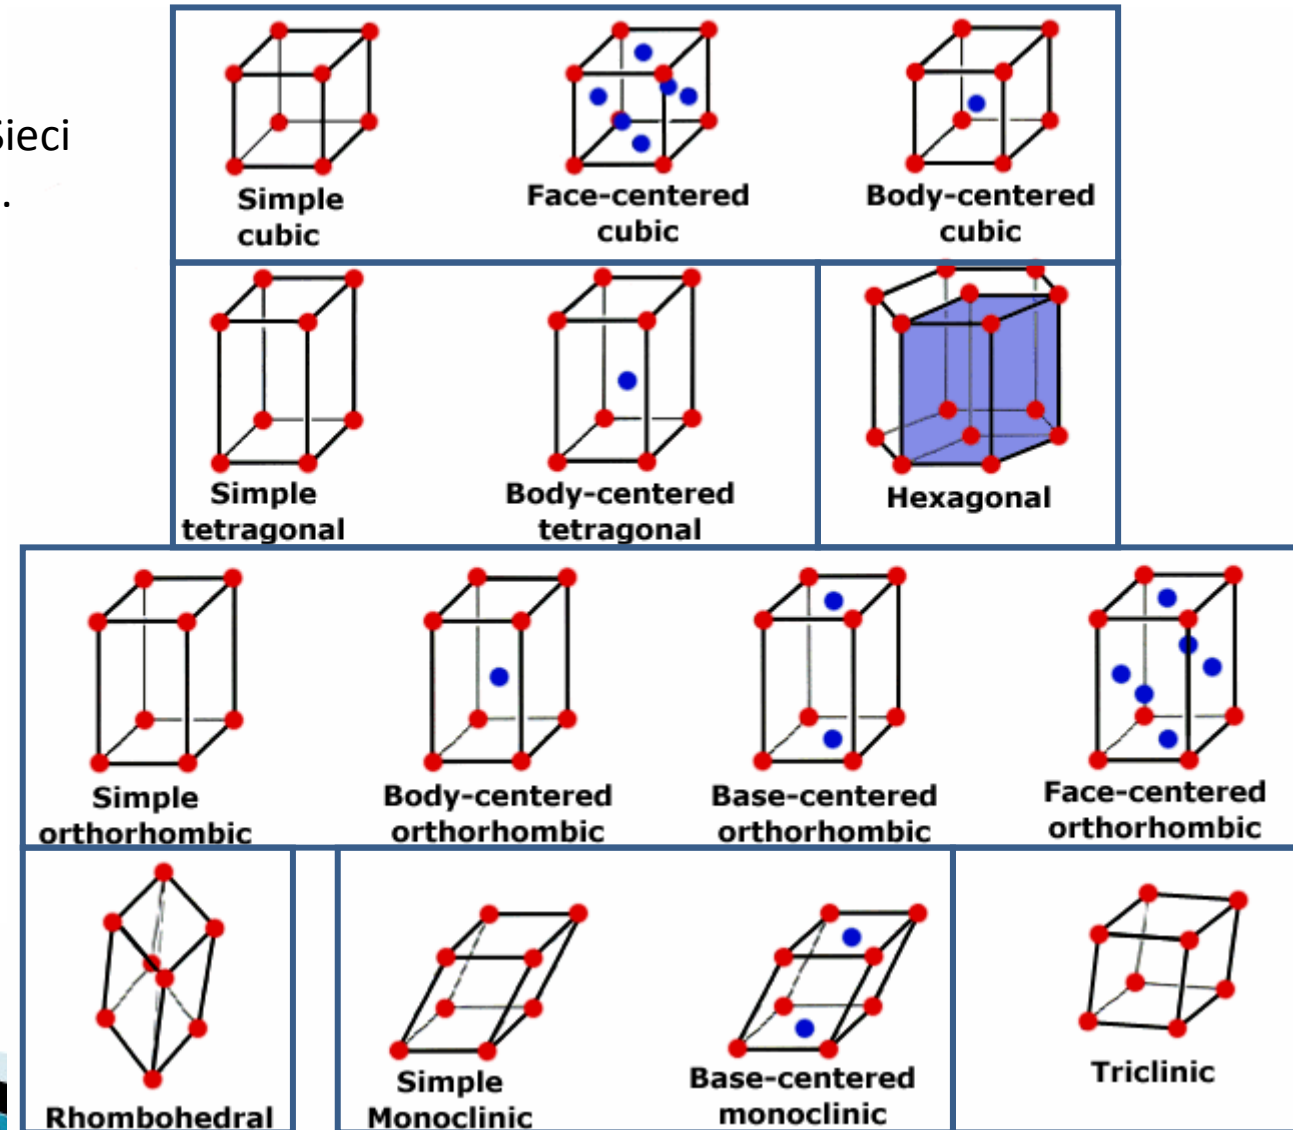 Simple
cubic
Face-centered
cubic
Body-centered
cubic
.
Simple
tetragonal
Body-centered
tetragonal
Hexagonal
Simple
orthorhombic
Body-centered
orthorhombic
Base-centered
orthorhombic
Face-centered
orthorhombic
Rhombohedral
Simple
Monoclinic
Base-centered
monoclinic
Triclinic